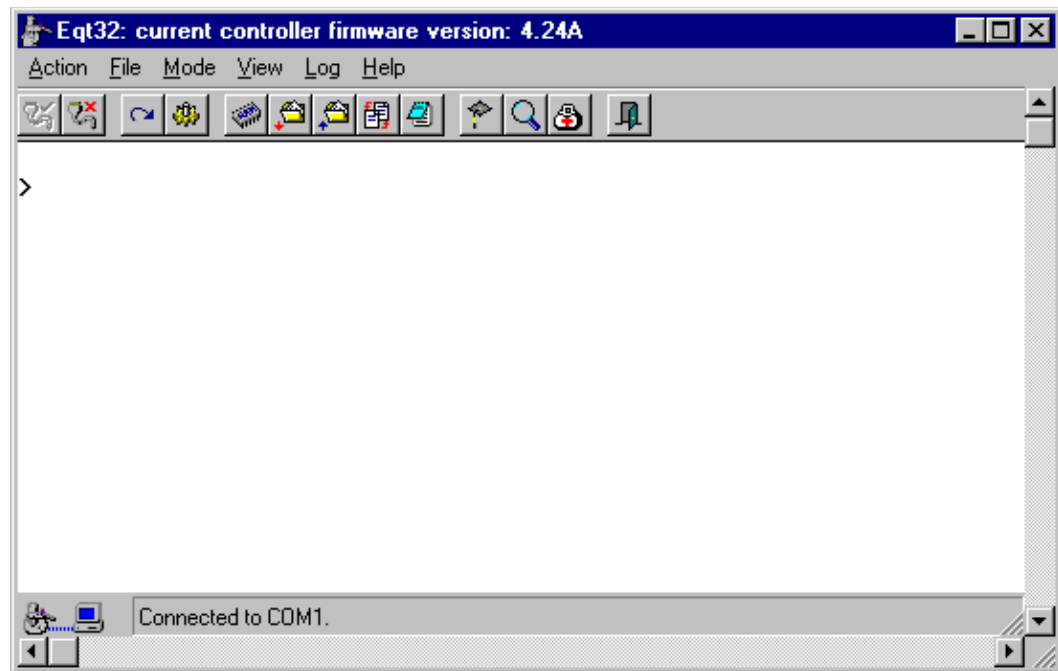 Eqt32: current controller firmware version: 4.24A
Action File Mode View Log Help
>
Connected to COM1.